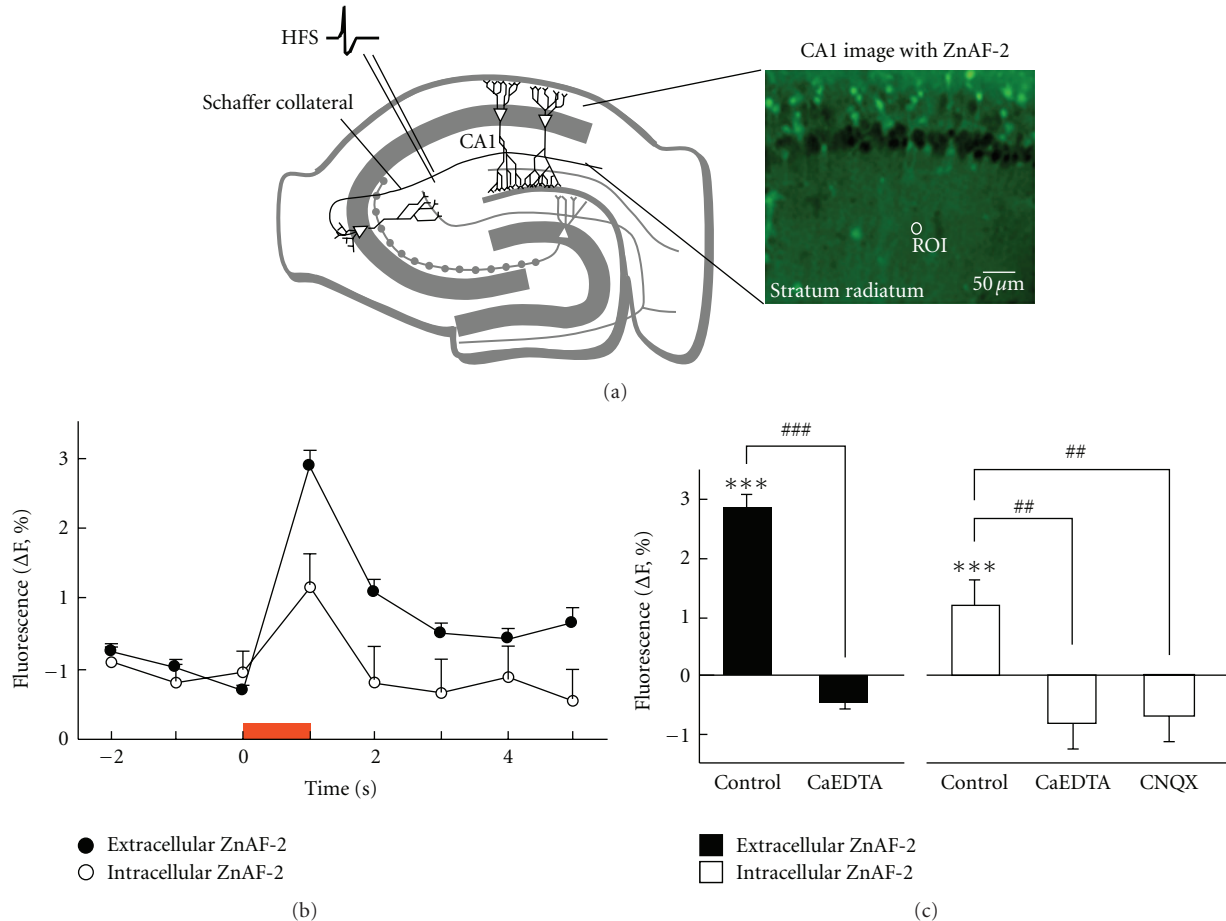 HFS
Schaffer collateral
CA1
CA1 image with ZnAF-2
ROI
50 μm
Stratum radiatum
(a)
Fluorescence (ΔF, %)
3
2
1
−1
0
−2
0
2
4
Time (s)
Extracellular ZnAF-2
Intracellular ZnAF-2
(b)
Fluorescence (ΔF, %)
3
2
1
0
−1
###
***
##
##
***
Control
CaEDTA
Control
CaEDTA
CNQX
Extracellular ZnAF-2
Intracellular ZnAF-2
(c)